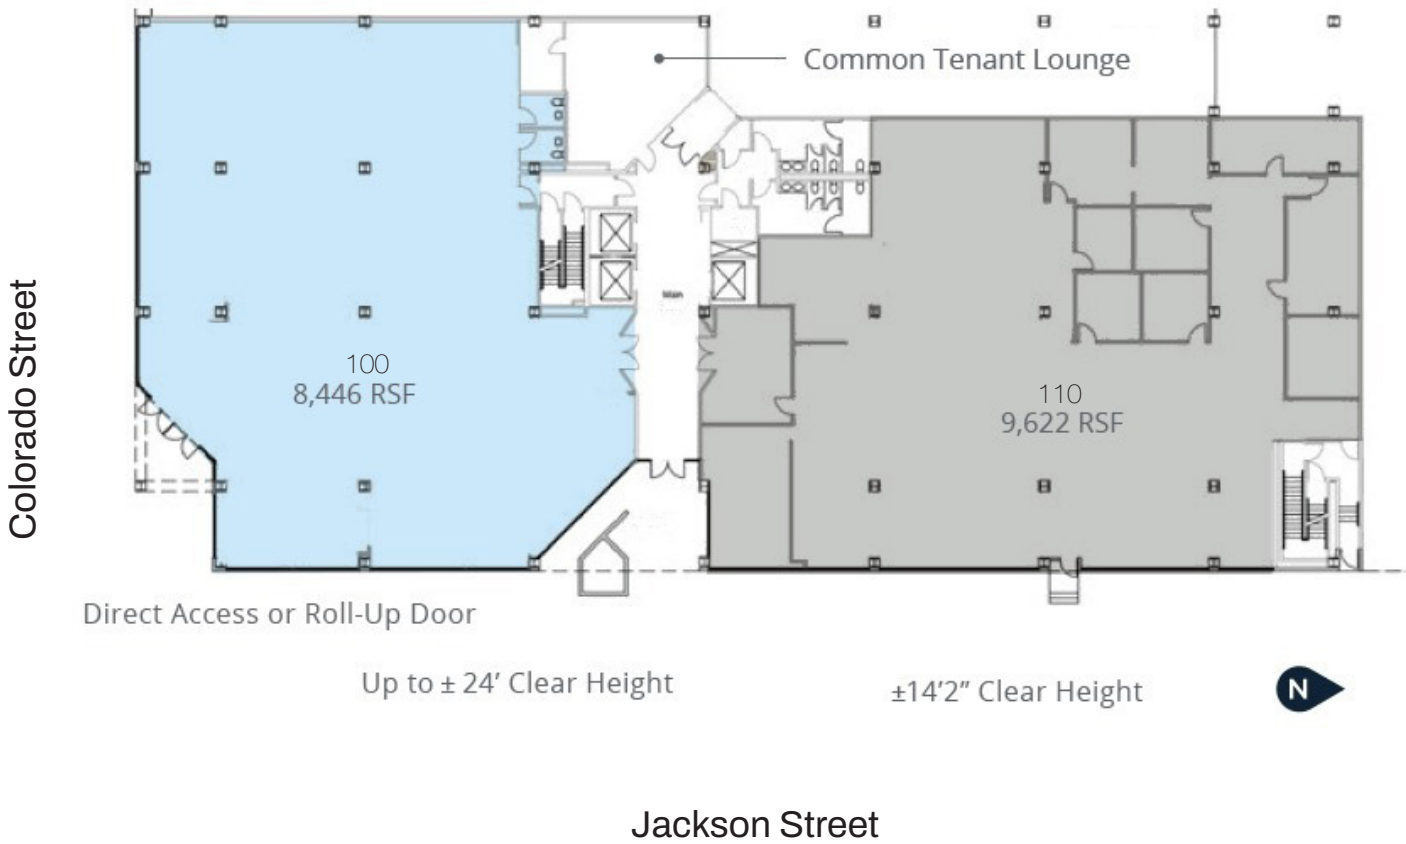 Common Tenant Lounge
Main
Colorado Street
100
8,446 RSF
110
9,622 RSF
Direct Access or Roll-Up Door
Up to ± 24’ Clear Height
±14’2” Clear Height
N
Jackson Street